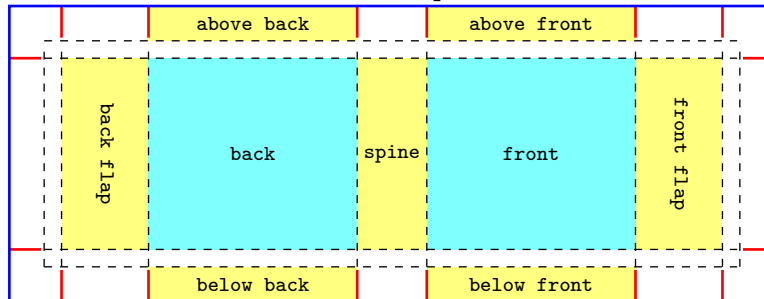 above back
above front
back flap
back
spine
front
front flap
below back
below front